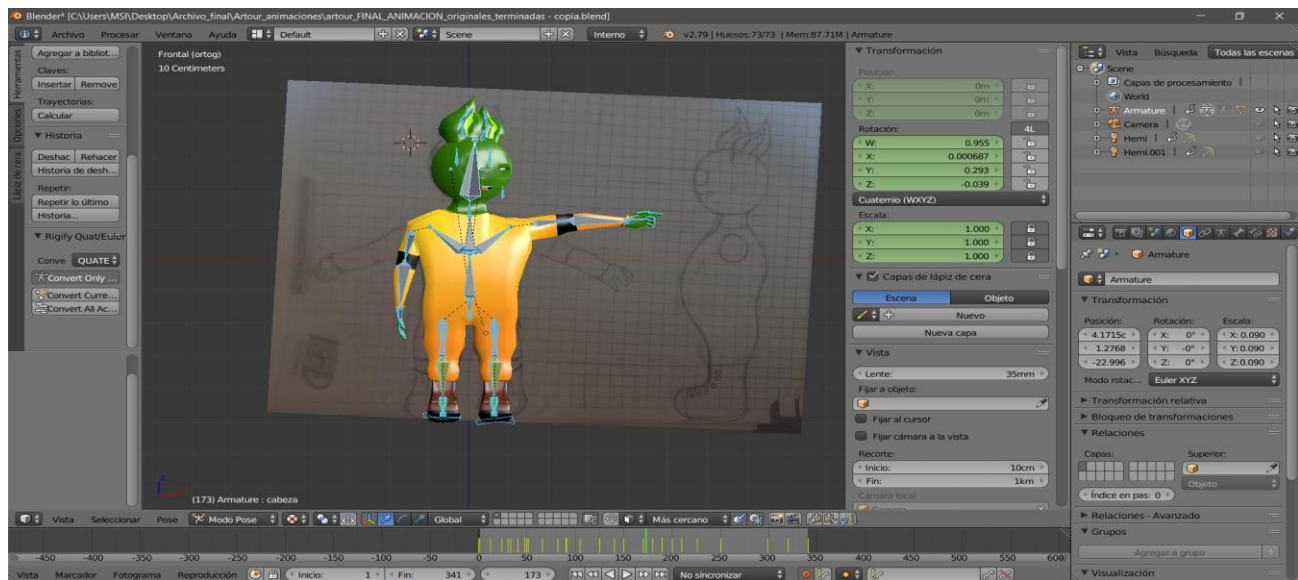 Blender* [C:\Users\MSI\Desktop\Archivo_final\Artour_animaciones\artour_FINAL_ANIMACION_originales_terminadas - copia.blend]
Archivo Procesar Ventana Ayuda Default Scene Interno v2.79 | Huesos:73/73 | Mem:87.71M | Armature
Herramientas
Opciones
Lápiz de cera
Agregar a bibliot...
Claves:
Insertar Remove
Trayectorias:
Calcular
Historia
Deshac Rehacer
Historia de desh...
Repetir:
Repetir lo último
Historia...
Rigify Quat/Euler
Conve QUATE
Convert Only ...
Convert Curre...
Convert All Ac...
Frontal (ortog)
10 Centimeters
(173) Armature : cabeza
Transformación
Posición:
X: 0m
Y: 0m
Z: 0m
Rotación: 4L
W: 0.955
X: 0.000687
Y: 0.293
Z: -0.039
Cuaternio (WXYZ)
Escala:
X: 1.000
Y: 1.000
Z: 1.000
Capas de lápiz de cera
Escena Objeto
Nuevo
Nueva capa
Vista
Lente: 35mm
Fijar a objeto:
Fijar al cursor
Fijar cámara a la vista
Recorte:
Inicio: 10cm
Fin: 1km
Cámara local:
Vista Búsqueda Todas las escenas
Scene
Capas de procesamiento
World
Armature
Camera
Hemi
Hemi.001
Armature
Armature
Transformación
Posición: Rotación: Escala:
4.1715c X: 0° X: 0.090
1.2768 Y: -0° Y: 0.090
-22.996 Z: 0° Z: 0.090
Modo rotac... Euler XYZ
Transformación relativa
Bloqueo de transformaciones
Relaciones
Capas: Superior:
Objeto
Índice en pas: 0
Relaciones - Avanzado
Grupos
Agregar a grupo
Visualización
Vista Seleccionar Pose Modo Pose Global Más cercano
-450 -400 -350 -300 -250 -200 -150 -100 -50 0 50 100 150 200 250 300 350 400 450 500 550 600
Vista Marcador Fotograma Reproducción Inicio: 1 Fin: 341 173 No sincronizar